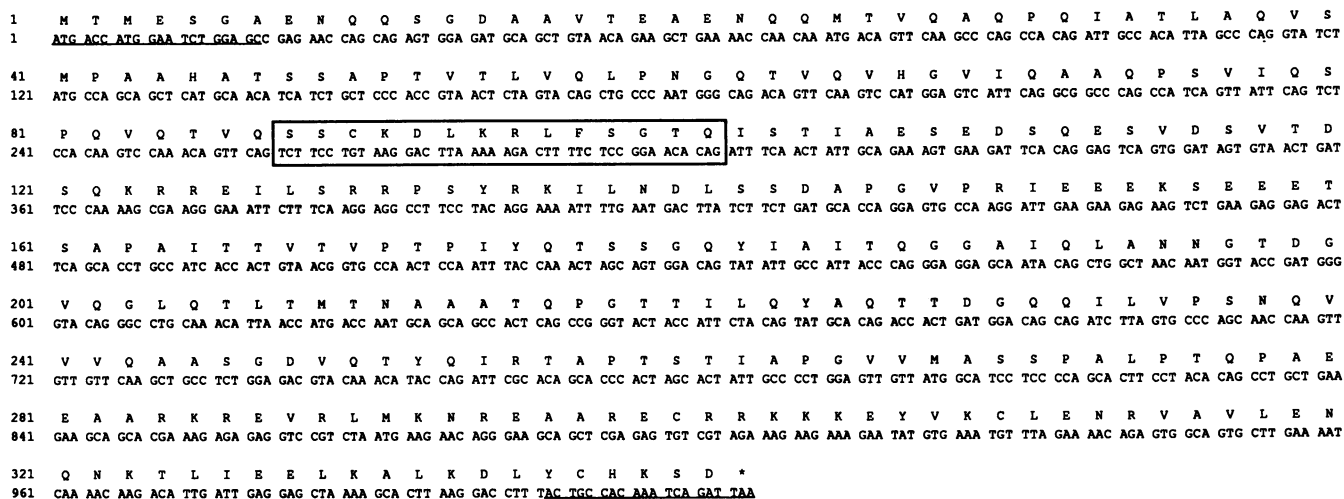 1 M T M E S G A E N Q Q S G D A A V T E A E N Q Q M T V Q A Q P Q I A T L A Q V S
1 ATG ACC ATG GAA TCT GGA GCC GAG AAC CAG CAG AGT GGA GAT GCA GCT GTA ACA GAA GCT GAA AAC CAA CAA ATG ACA GTT CAA GCC CAG CCA CAG ATT GCC ACA TTA GCC CAG GTA TCT
41 M P A A H A T S S A P T V T L V Q L P N G Q T V Q V H G V I Q A A Q P S V I Q S
121 ATG CCA GCA GCT CAT GCA ACA TCA TCT GCT CCC ACC GTA ACT CTA GTA CAG CTG CCC AAT GGG CAG ACA GTT CAA GTC CAT GGA GTC ATT CAG GCG GCC CAG CCA TCA GTT ATT CAG TCT
81 P Q V Q T V Q S S C K D L K R L F S G T Q I S T I A E S E D S Q E S V D S V T D
241 CCA CAA GTC CAA ACA GTT CAG TCT TCC TGT AAG GAC TTA AAA AGA CTT TTC TCC GGA ACA CAG ATT TCA ACT ATT GCA GAA AGT GAA GAT TCA CAG GAG TCA GTG GAT AGT GTA ACT GAT
121 S Q K R R E I L S R R P S Y R K I L N D L S S D A P G V P R I E E E K S E E E T
361 TCC CAA AAG CGA AGG GAA ATT CTT TCA AGG AGG CCT TCC TAC AGG AAA ATT TTG AAT GAC TTA TCT TCT GAT GCA CCA GGA GTG CCA AGG ATT GAA GAA GAG AAG TCT GAA GAG GAG ACT
161 S A P A I T T V T V P T P I Y Q T S S G Q Y I A I T Q G G A I Q L A N N G T D G
481 TCA GCA CCT GCC ATC ACC ACT GTA ACG GTG CCA ACT CCA ATT TAC CAA ACT AGC AGT GGA CAG TAT ATT GCC ATT ACC CAG GGA GGA GCA ATA CAG CTG GCT AAC AAT GGT ACC GAT GGG
201 V Q G L Q T L T M T N A A A T Q P G T T I L Q Y A Q T T D G Q Q I L V P S N Q V
601 GTA CAG GGC CTG CAA ACA TTA ACC ATG ACC AAT GCA GCA GCC ACT CAG CCG GGT ACT ACC ATT CTA CAG TAT GCA CAG ACC ACT GAT GGA CAG CAG ATC TTA GTG CCC AGC AAC CAA GTT
241 V V Q A A S G D V Q T Y Q I R T A P T S T I A P G V V M A S S P A L P T Q P A E
721 GTT GTT CAA GCT GCC TCT GGA GAC GTA CAA ACA TAC CAG ATT CGC ACA GCA CCC ACT AGC ACT ATT GCC CCT GGA GTT GTT ATG GCA TCC TCC CCA GCA CTT CCT ACA CAG CCT GCT GAA
281 E A A R K R E V R L M K N R E A A R E C R R K K K E Y V K C L E N R V A V L E N
841 GAA GCA GCA CGA AAG AGA GAG GTC CGT CTA ATG AAG AAC AGG GAA GCA GCT CGA GAG TGT CGT AGA AAG AAG AAA GAA TAT GTG AAA TGT TTA GAA AAC AGA GTG GCA GTG CTT GAA AAT
321 Q N K T L I E E L K A L K D L Y C H K S D *
961 CAA AAC AAG ACA TTG ATT GAG GAG CTA AAA GCA CTT AAG GAC CTT TAC TGC CAC AAA TCA GAT TAA